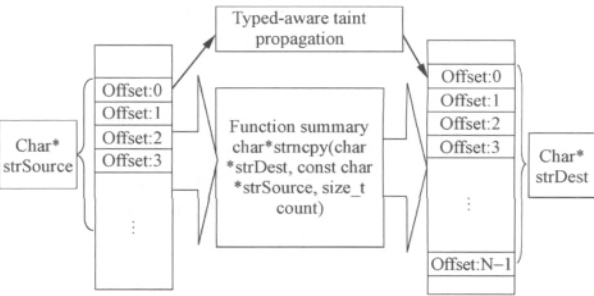 Typed-aware taint
propagation
Offset:0
Offset:1
Offset:2
Offset:3
⋮
Char*
strSource
Function summary
char*strncpy(char
*strDest, const char
*strSource, size_t
count)
Offset:0
Offset:1
Offset:2
Offset:3
⋮
Offset:N−1
Char*
strDest